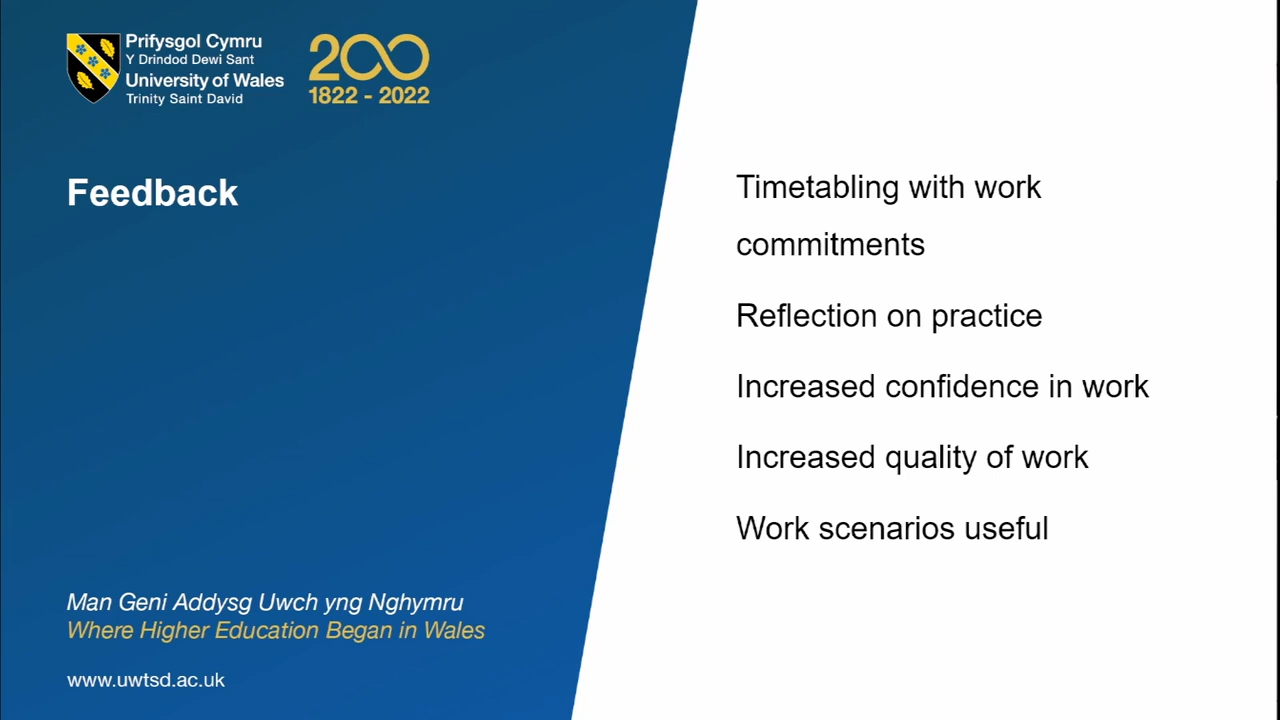 Prifysgol Cymru
Y Drindod Dewi Sant
University of Wales
Trinity Saint David
200
1822 - 2022
Feedback
Timetabling with work
commitments
Reflection on practice
Increased confidence in work
Increased quality of work
Work scenarios useful
Man Geni Addysg Uwch yng Nghymru
Where Higher Education Began in Wales
www.uwtsd.ac.uk